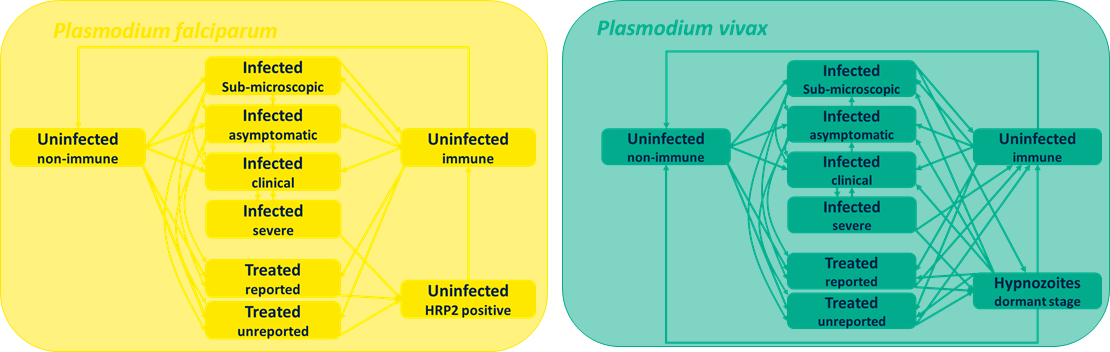 Plasmodium falciparum
Infected
Sub-microscopic
Infected
asymptomatic
Uninfected
non-immune
Uninfected
immune
Infected
clinical
Infected
severe
Treated
reported
Uninfected
HRP2 positive
Treated
unreported
Plasmodium vivax
Infected
Sub-microscopic
Infected
asymptomatic
Uninfected
non-immune
Uninfected
immune
Infected
clinical
Infected
severe
Treated
reported
Hypnozoites
dormant stage
Treated
unreported